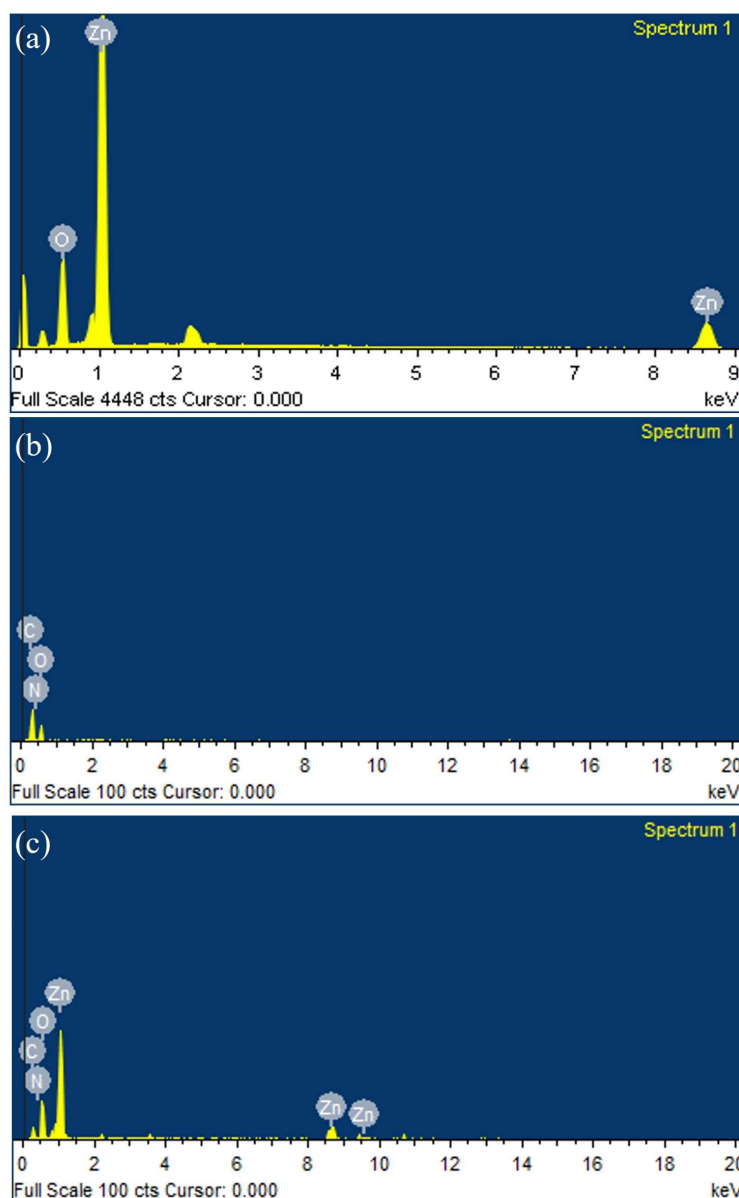 (a)
Spectrum 1
Zn
O
Zn
0 1 2 3 4 5 6 7 8 9
Full Scale 4448 cts Cursor: 0.000 keV
(b)
Spectrum 1
C
O
N
0 2 4 6 8 10 12 14 16 18 20
Full Scale 100 cts Cursor: 0.000 keV
(c)
Spectrum 1
Zn
O
C
N
Zn Zn
0 2 4 6 8 10 12 14 16 18 20
Full Scale 100 cts Cursor: 0.000 keV